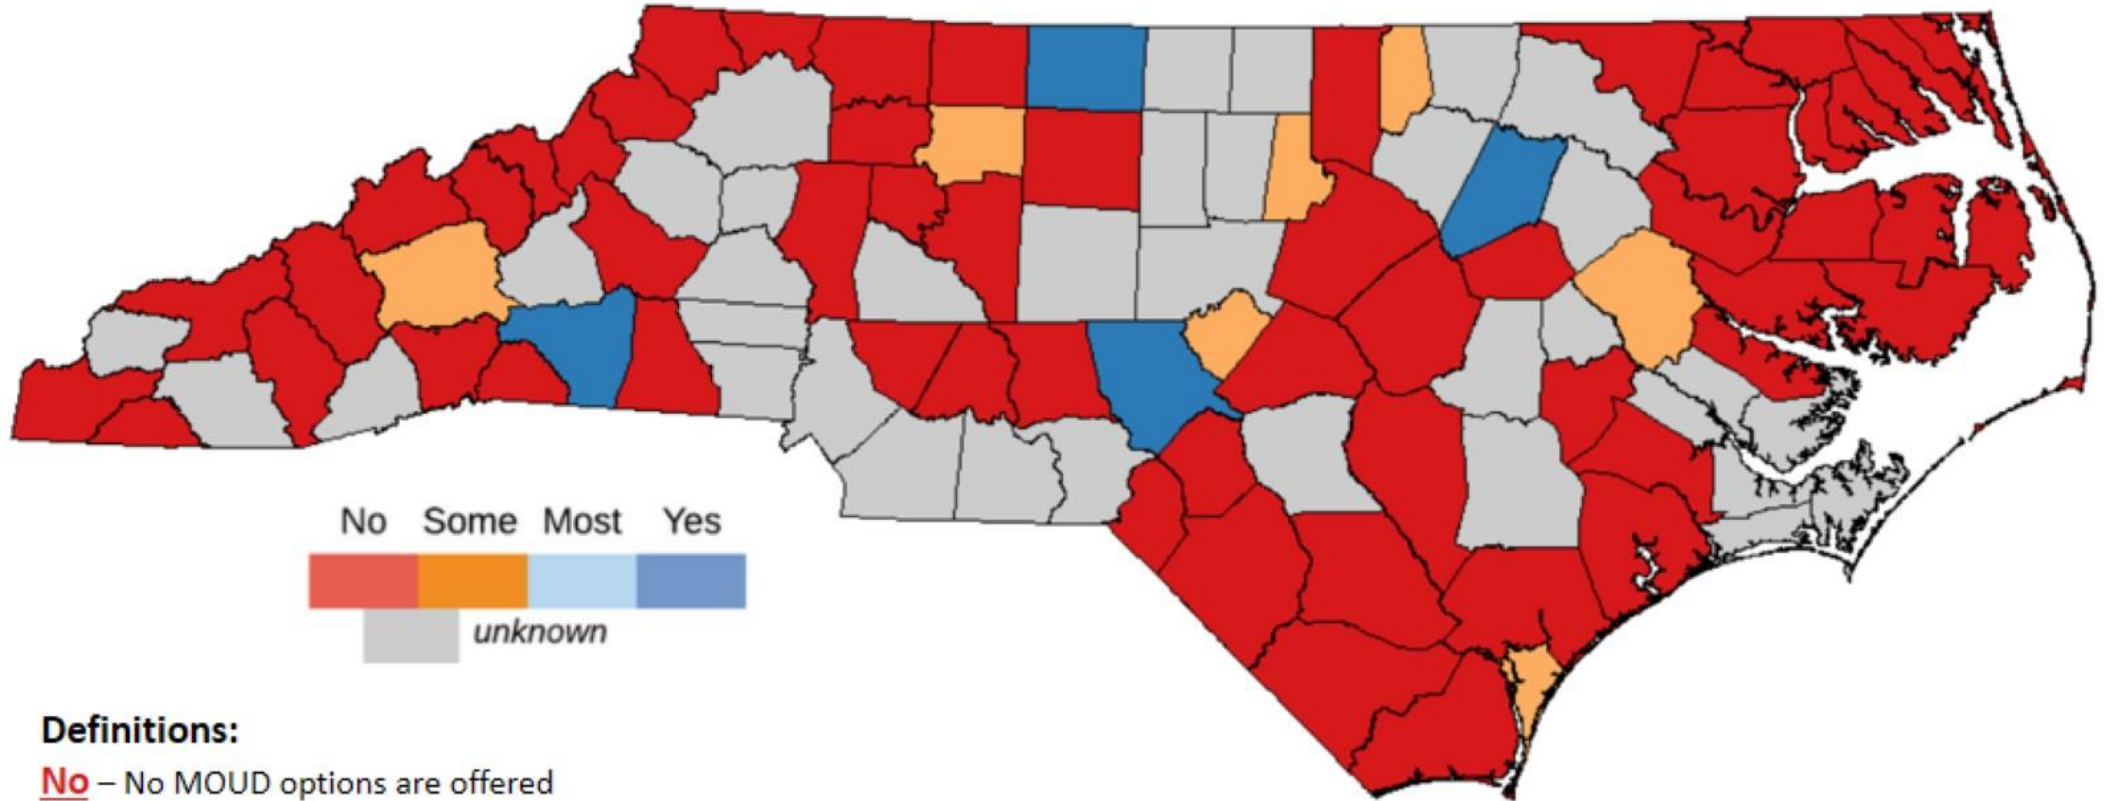 No Some Most Yes
unknown
Definitions:
No – No MOUD options are offered